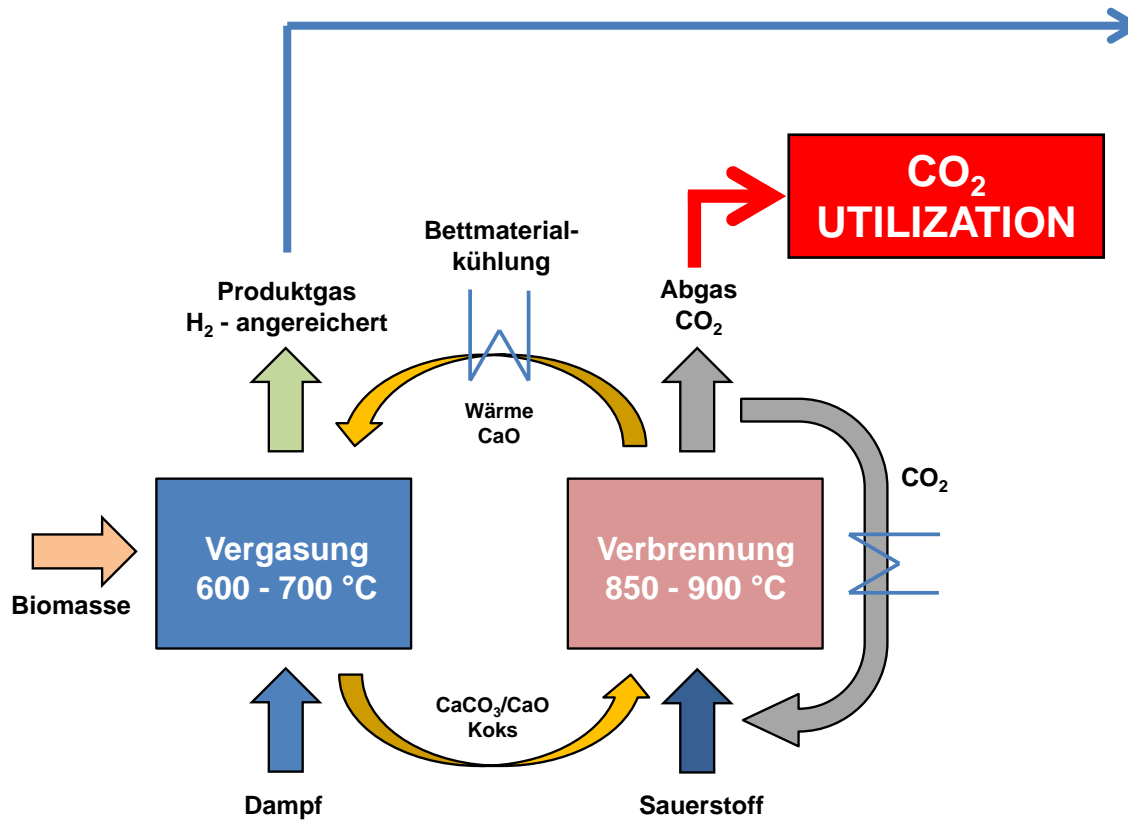 CO₂
UTILIZATION
Bettmaterial-
kühlung
Produktgas
H₂ - angereichert
Abgas
CO₂
Wärme
CaO
CO₂
Vergasung
600 - 700 °C
Verbrennung
850 - 900 °C
Biomasse
CaCO₃/CaO
Koks
Dampf
Sauerstoff